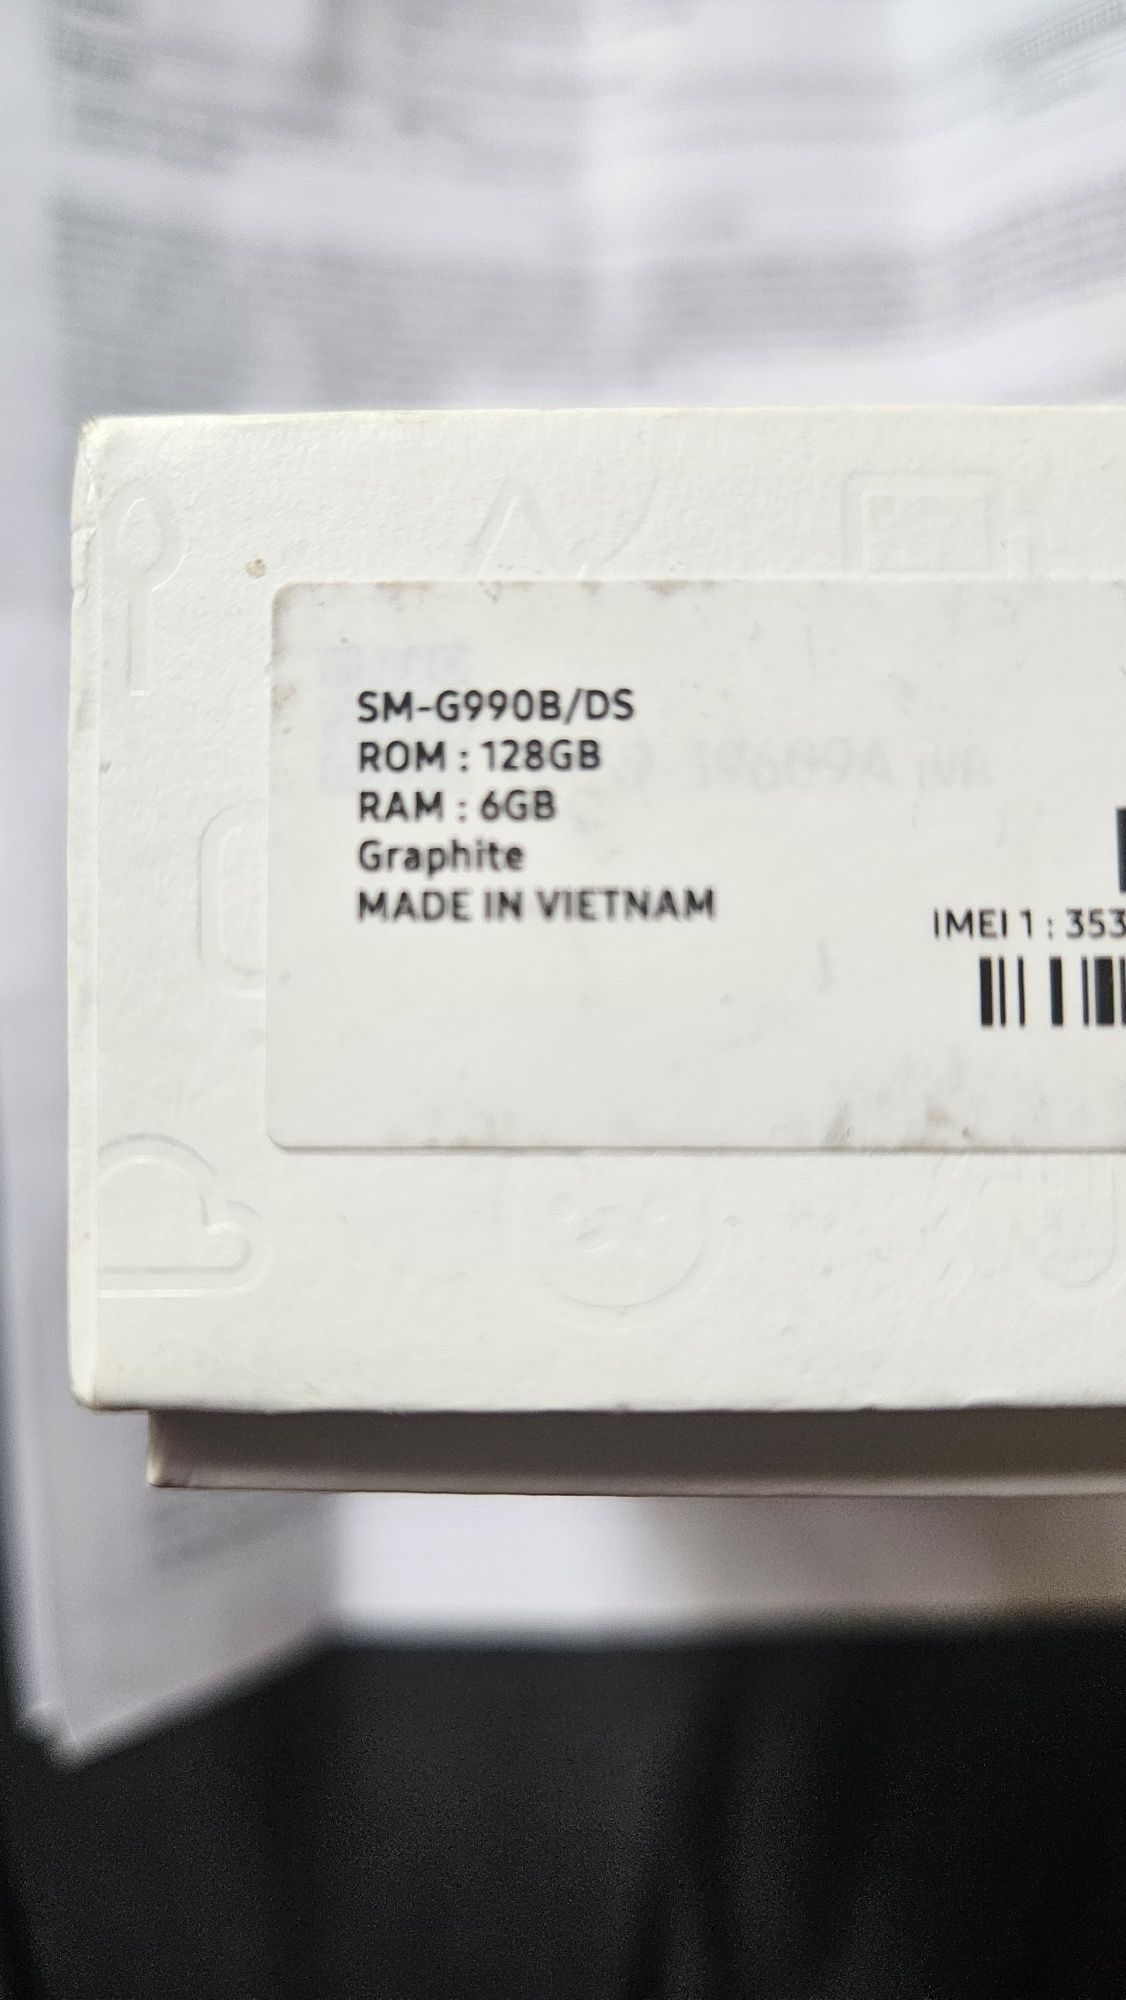 SM-G990B/DS
ROM : 128GB
RAM : 6GB
Graphite
MADE IN VIETNAM
IMEI 1 : 353